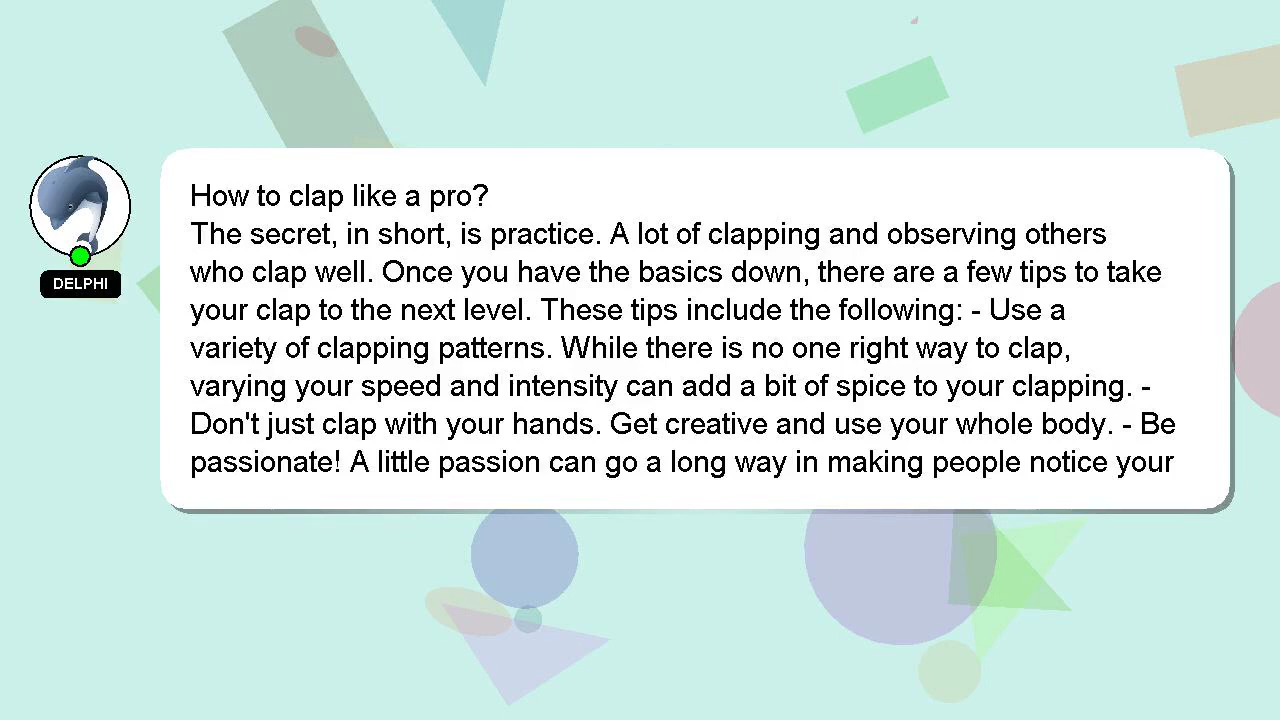 DELPHI
How to clap like a pro?
The secret, in short, is practice. A lot of clapping and observing others
who clap well. Once you have the basics down, there are a few tips to take
your clap to the next level. These tips include the following: - Use a
variety of clapping patterns. While there is no one right way to clap,
varying your speed and intensity can add a bit of spice to your clapping. -
Don't just clap with your hands. Get creative and use your whole body. - Be
passionate! A little passion can go a long way in making people notice your